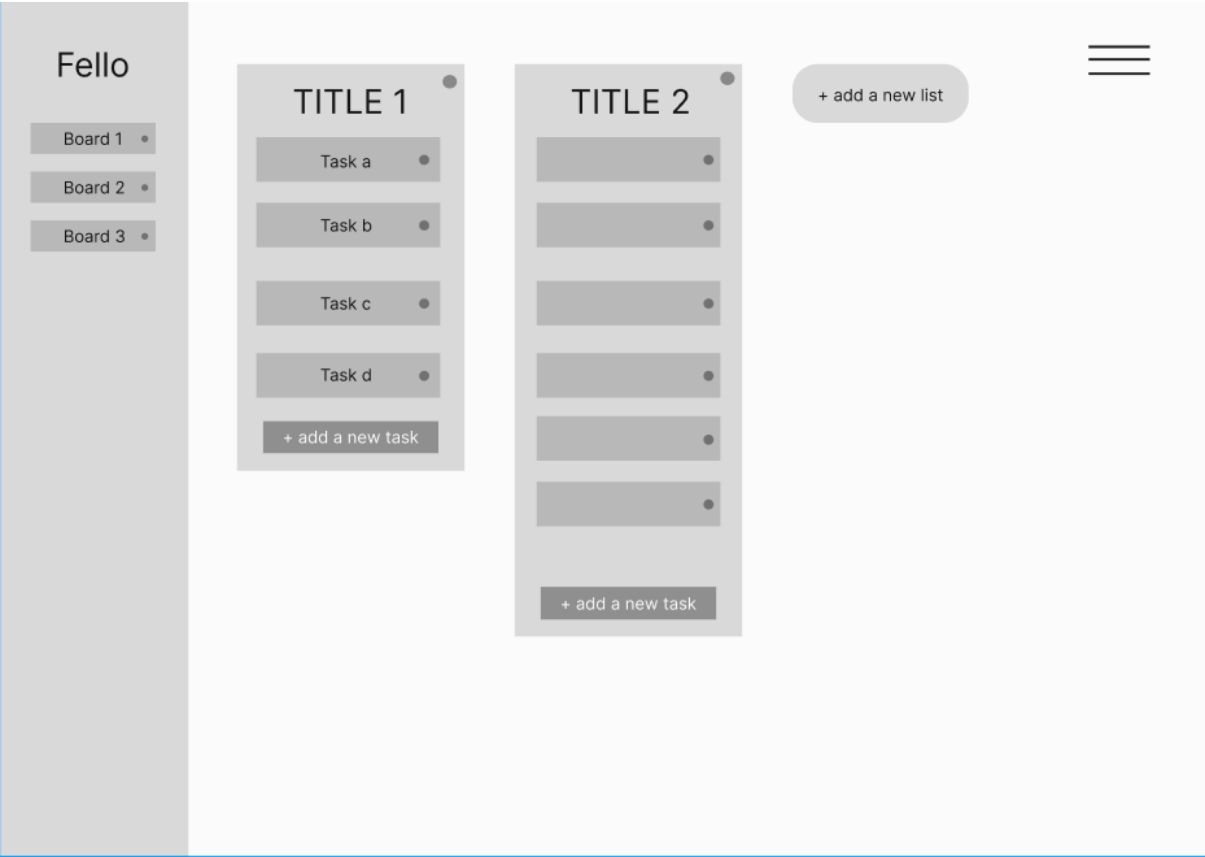 Fello
Board 1
Board 2
Board 3
TITLE 1
Task a
Task b
Task c
Task d
+ add a new task
TITLE 2
+ add a new task
+ add a new list